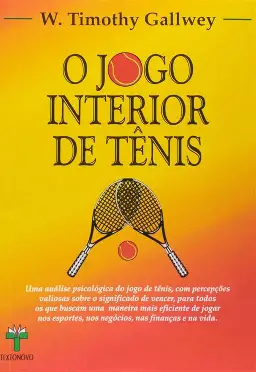 W. Timothy Gallwey
O JOGO
INTERIOR
DE TÊNIS
Uma análise psicológica do jogo de tênis, com percepções
valiosas sobre o significado de vencer, para todos
os que buscam uma maneira mais eficiente de jogar
nos esportes, nos negócios, nas finanças e na vida.
TEXTONOVO